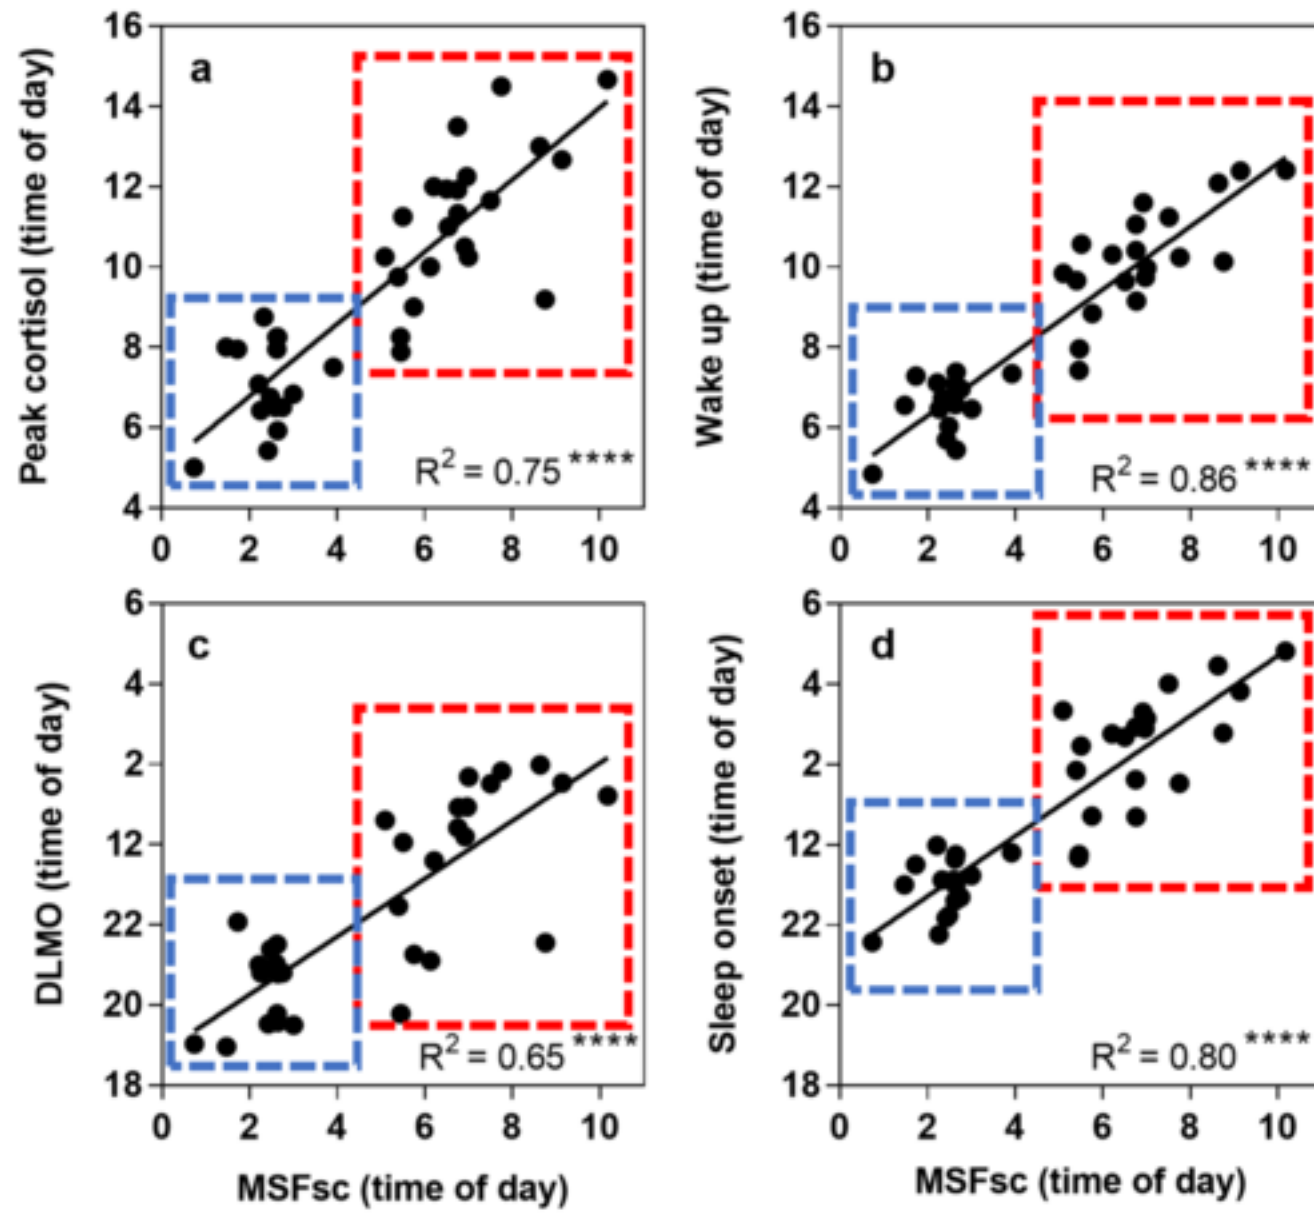 a
Peak cortisol (time of day)
16
14
12
10
8
6
4
0 2 4 6 8 10
R² = 0.75 ****
b
Wake up (time of day)
16
14
12
10
8
6
4
0 2 4 6 8 10
R² = 0.86 ****
c
DLMO (time of day)
6
4
2
12
22
20
18
0 2 4 6 8 10
R² = 0.65 ****
MSFsc (time of day)
d
Sleep onset (time of day)
6
4
2
12
22
20
18
0 2 4 6 8 10
R² = 0.80 ****
MSFsc (time of day)